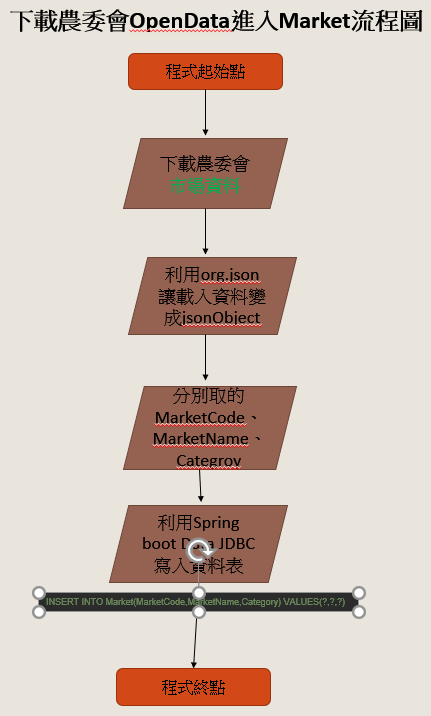 下載農委會OpenData進入Market流程圖
程式起始點
下載農委會
市場資料
利用org.json
讓載入資料變
成jsonObject
分別取的
MarketCode、
MarketName、
Categroy
利用Spring
boot Data JDBC
寫入資料表
INSERT INTO Market(MarketCode,MarketName,Category) VALUES(?,?,?)
程式終點